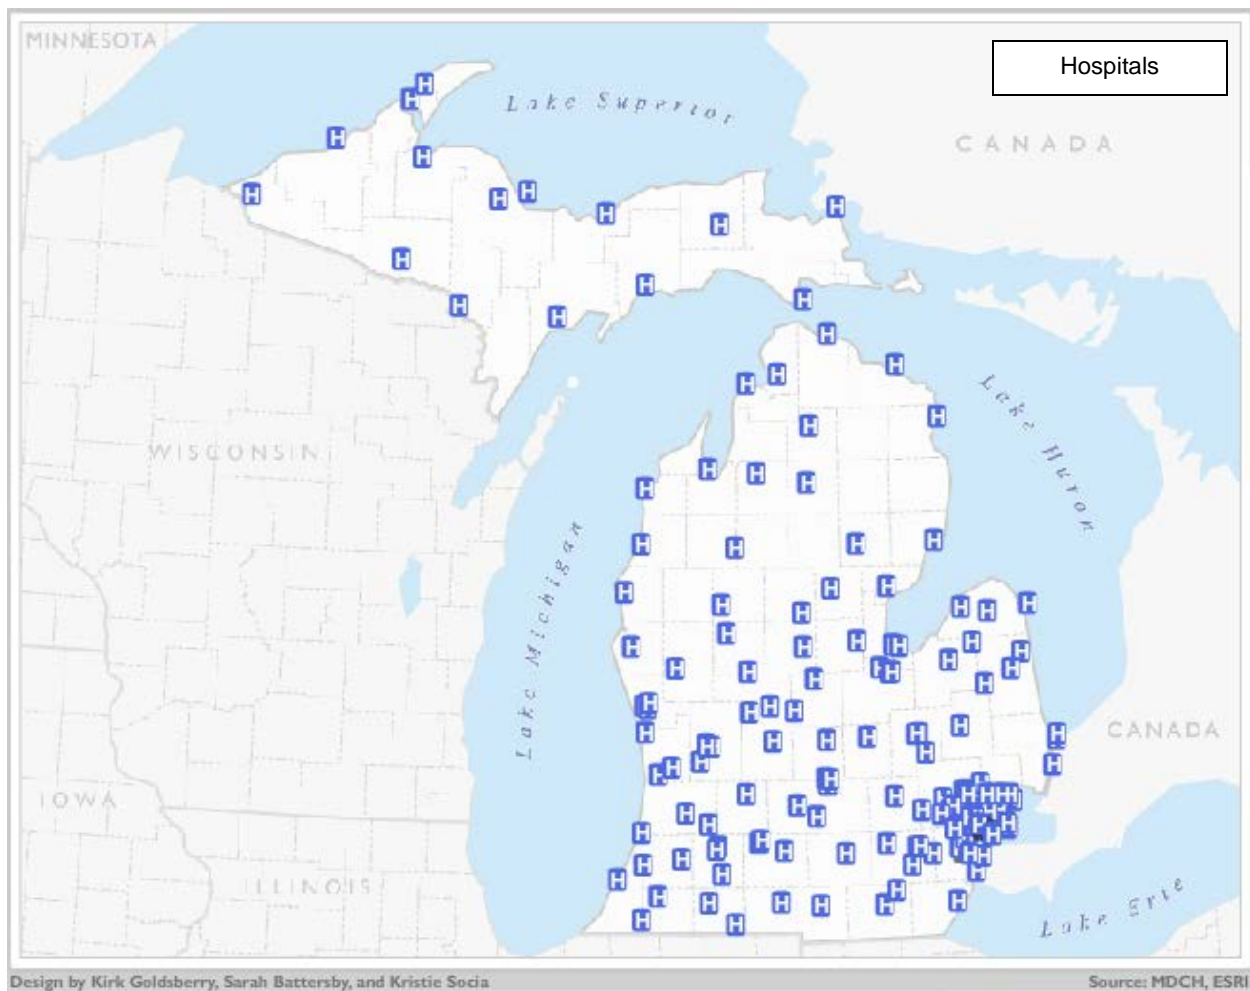 MINNESOTA
Hospitals
Lake Superior
CANADA
Lake Huron
WISCONSIN
Lake Michigan
CANADA
IOWA
ILLINOIS
Lake Erie
Design by Kirk Goldsberry, Sarah Battersby, and Kristie Socia
Source: MDCH, ESRI